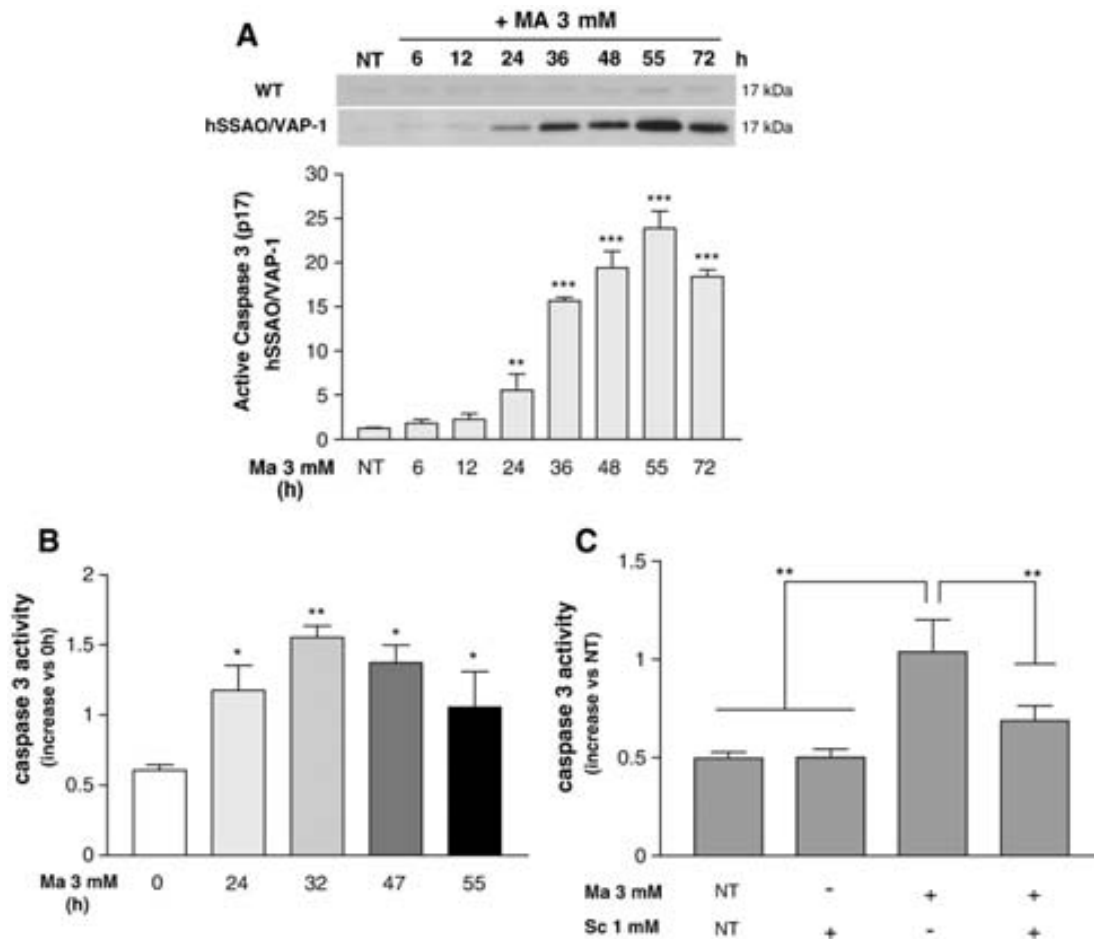 A
+ MA 3 mM
NT 6 12 24 36 48 55 72 h
WT 17 kDa
hSSAO/VAP-1 17 kDa
Active Caspase 3 (p17)
hSSAO/VAP-1
30
25
20
15
10
5
0
** *** *** *** ***
Ma 3 mM NT 6 12 24 36 48 55 72
(h)
B
caspase 3 activity
(increase vs 0h)
2
1.5
1
0.5
0
* ** * *
Ma 3 mM 0 24 32 47 55
(h)
C
caspase 3 activity
(increase vs NT)
1.5
1
0.5
0
** **
Ma 3 mM NT - + +
Sc 1 mM NT + - +